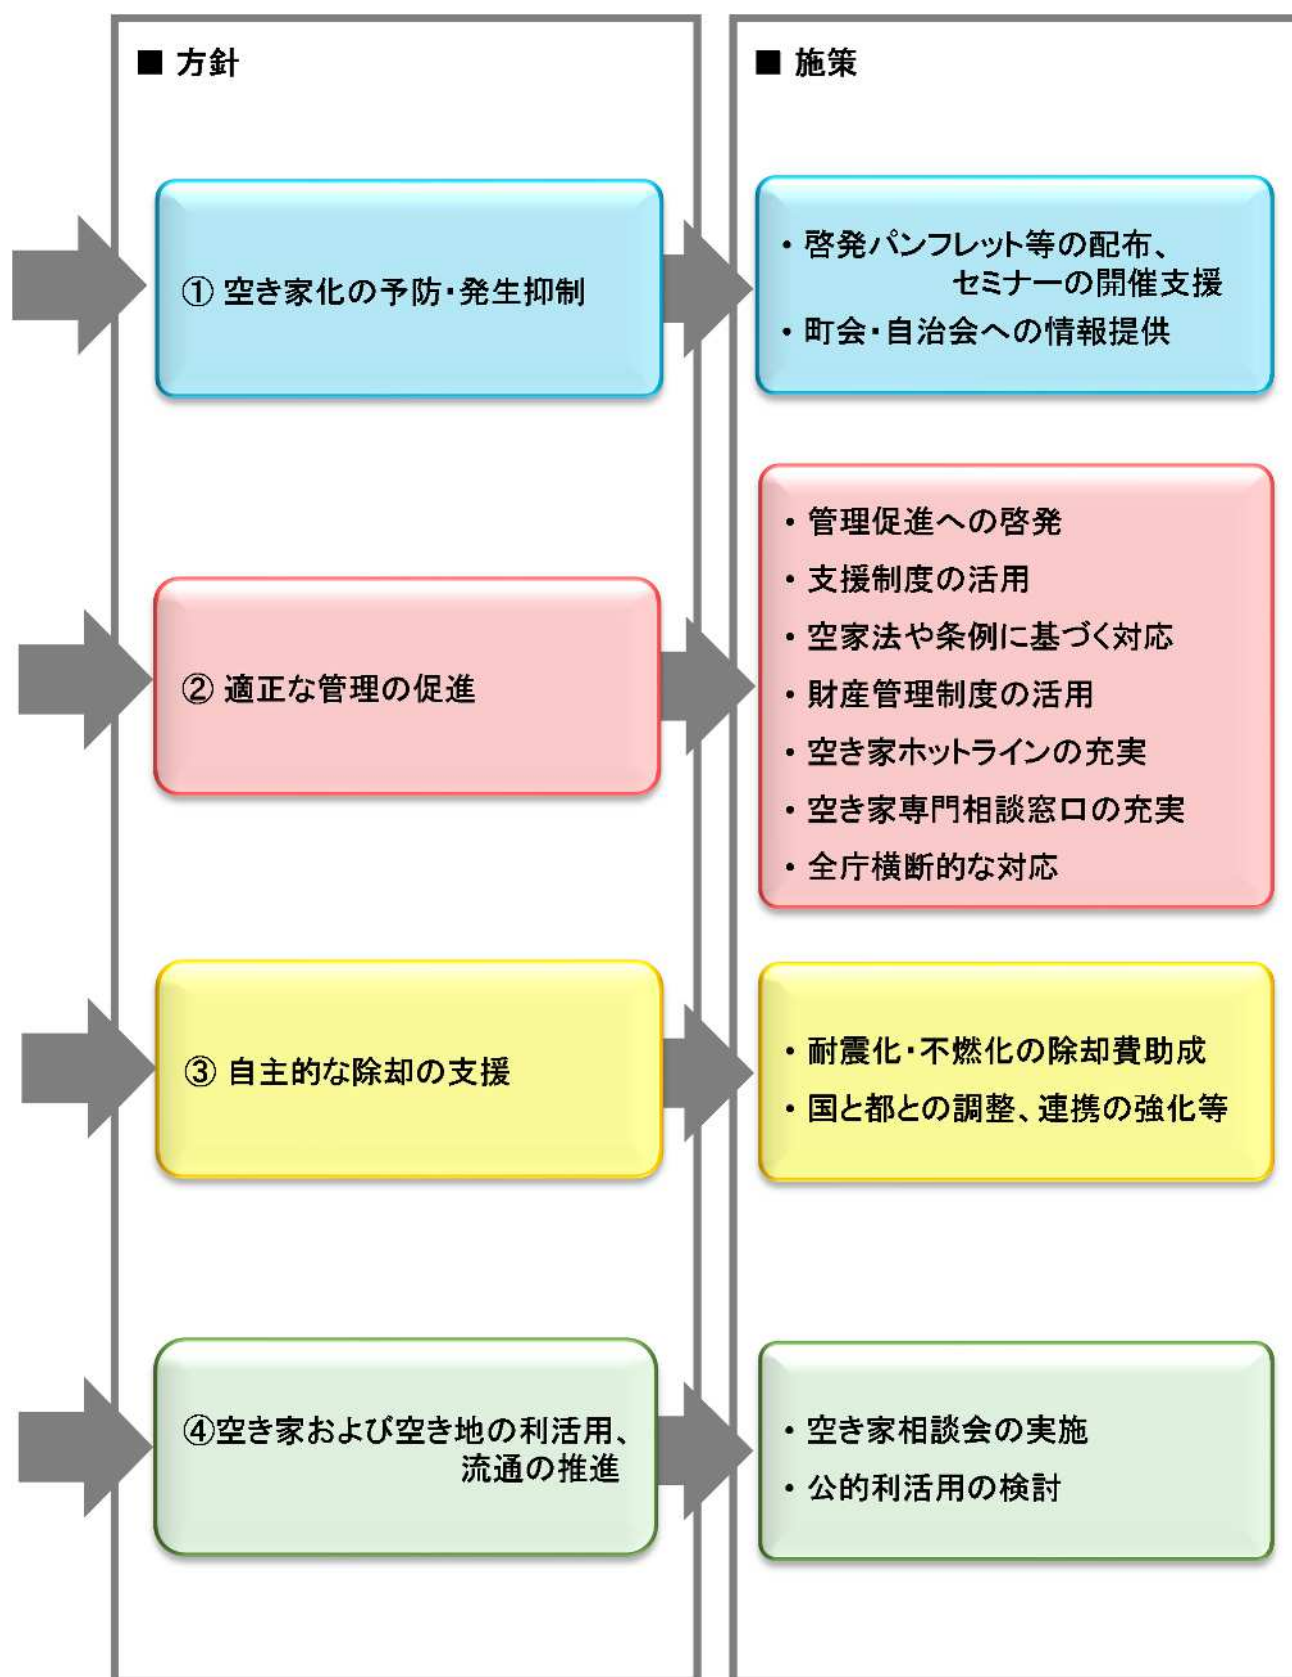 ■ 方針
① 空き家化の予防・発生抑制
② 適正な管理の促進
③ 自主的な除却の支援
④空き家および空き地の利活用、
流通の推進
■ 施策
・ 啓発パンフレット等の配布、
セミナーの開催支援
・ 町会・自治会への情報提供
・ 管理促進への啓発
・ 支援制度の活用
・ 空家法や条例に基づく対応
・ 財産管理制度の活用
・ 空き家ホットラインの充実
・ 空き家専門相談窓口の充実
・ 全庁横断的な対応
・ 耐震化・不燃化の除却費助成
・ 国と都との調整、連携の強化等
・ 空き家相談会の実施
・ 公的利活用の検討